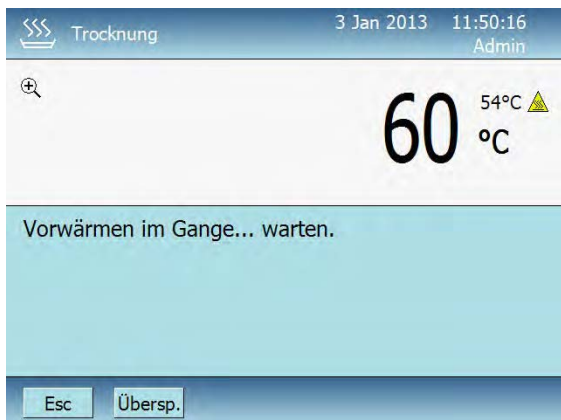 Trocknung
3 Jan 2013 11:50:16
Admin
54°C
60 °C
Vorwärmen im Gange... warten.
Esc Übersp.